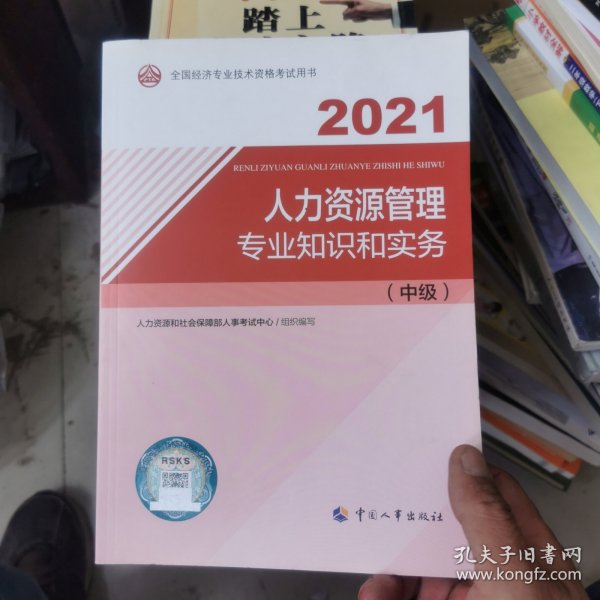 踏上
全国经济专业技术资格考试用书
2021
RENLI ZIYUAN GUANLI ZHUANYE ZHISHI HE SHIWU
人力资源管理
专业知识和实务
（中级）
人力资源和社会保障部人事考试中心 / 组织编写
RSKS
中国人事出版社
孔夫子旧书网
www.kongfz.com